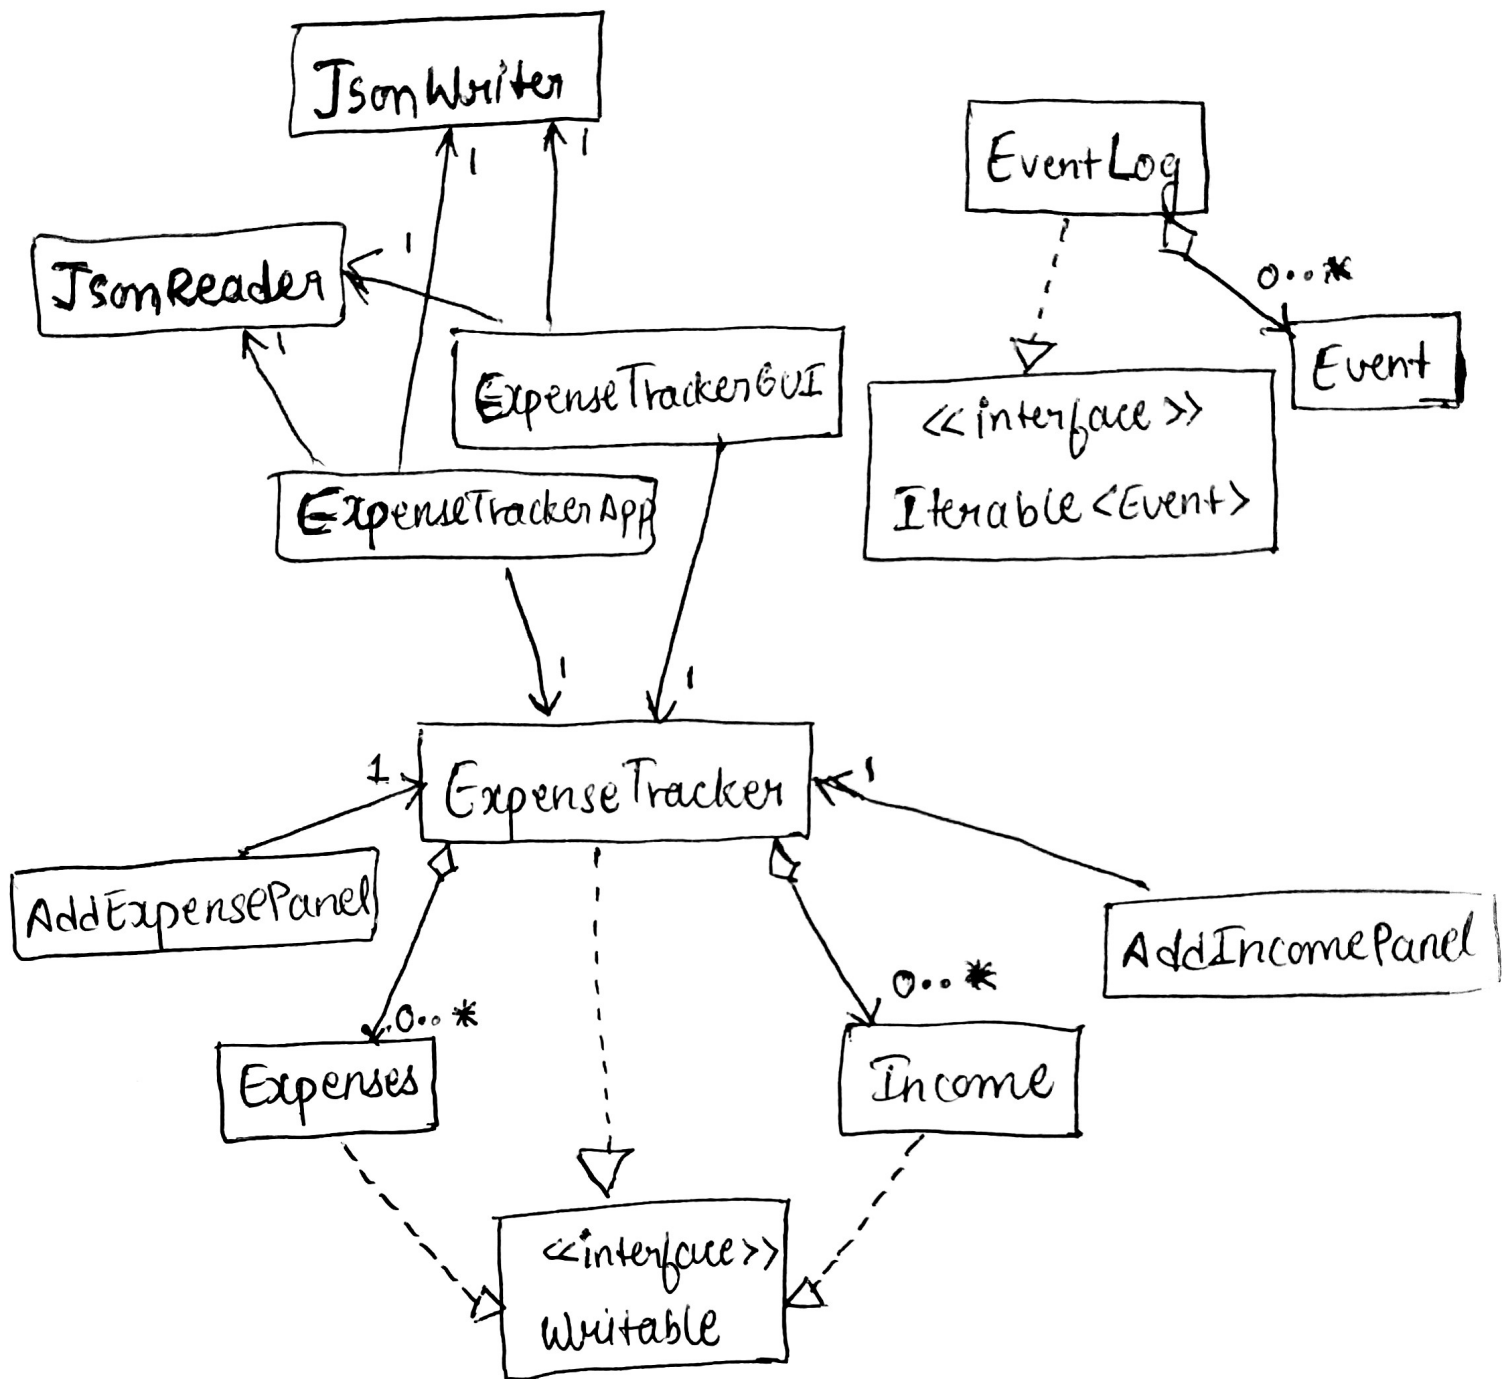 JsonWriter
1
1
EventLog
JsonReader
1
1
0..*
Event
ExpenseTrackerGUI
<<interface>>
Iterable<Event>
ExpenseTrackerApp
1
1
1
ExpenseTracker
1
AddExpensePanel
AddIncomePanel
0..*
0..*
Expenses
Income
<<interface>>
Writable